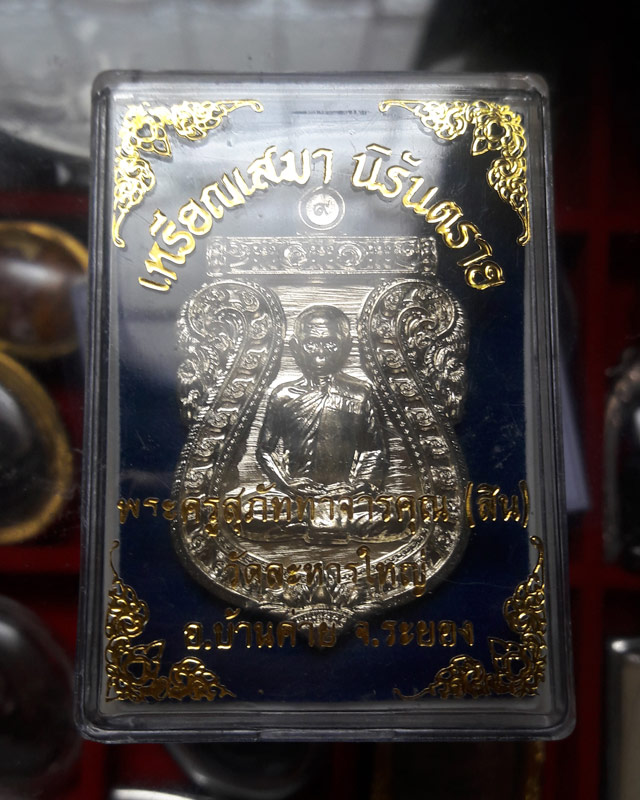 เหรียญเสมา นิรันตราย
๙
พระครูสุภัททาจารคุณ (สิน)
วัดละหารใหญ่
อ.บ้านค่าย จ.ระยอง